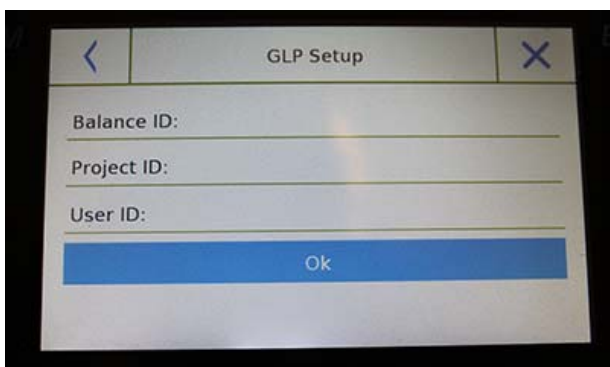 GLP Setup
Balance ID:
Project ID:
User ID:
Ok